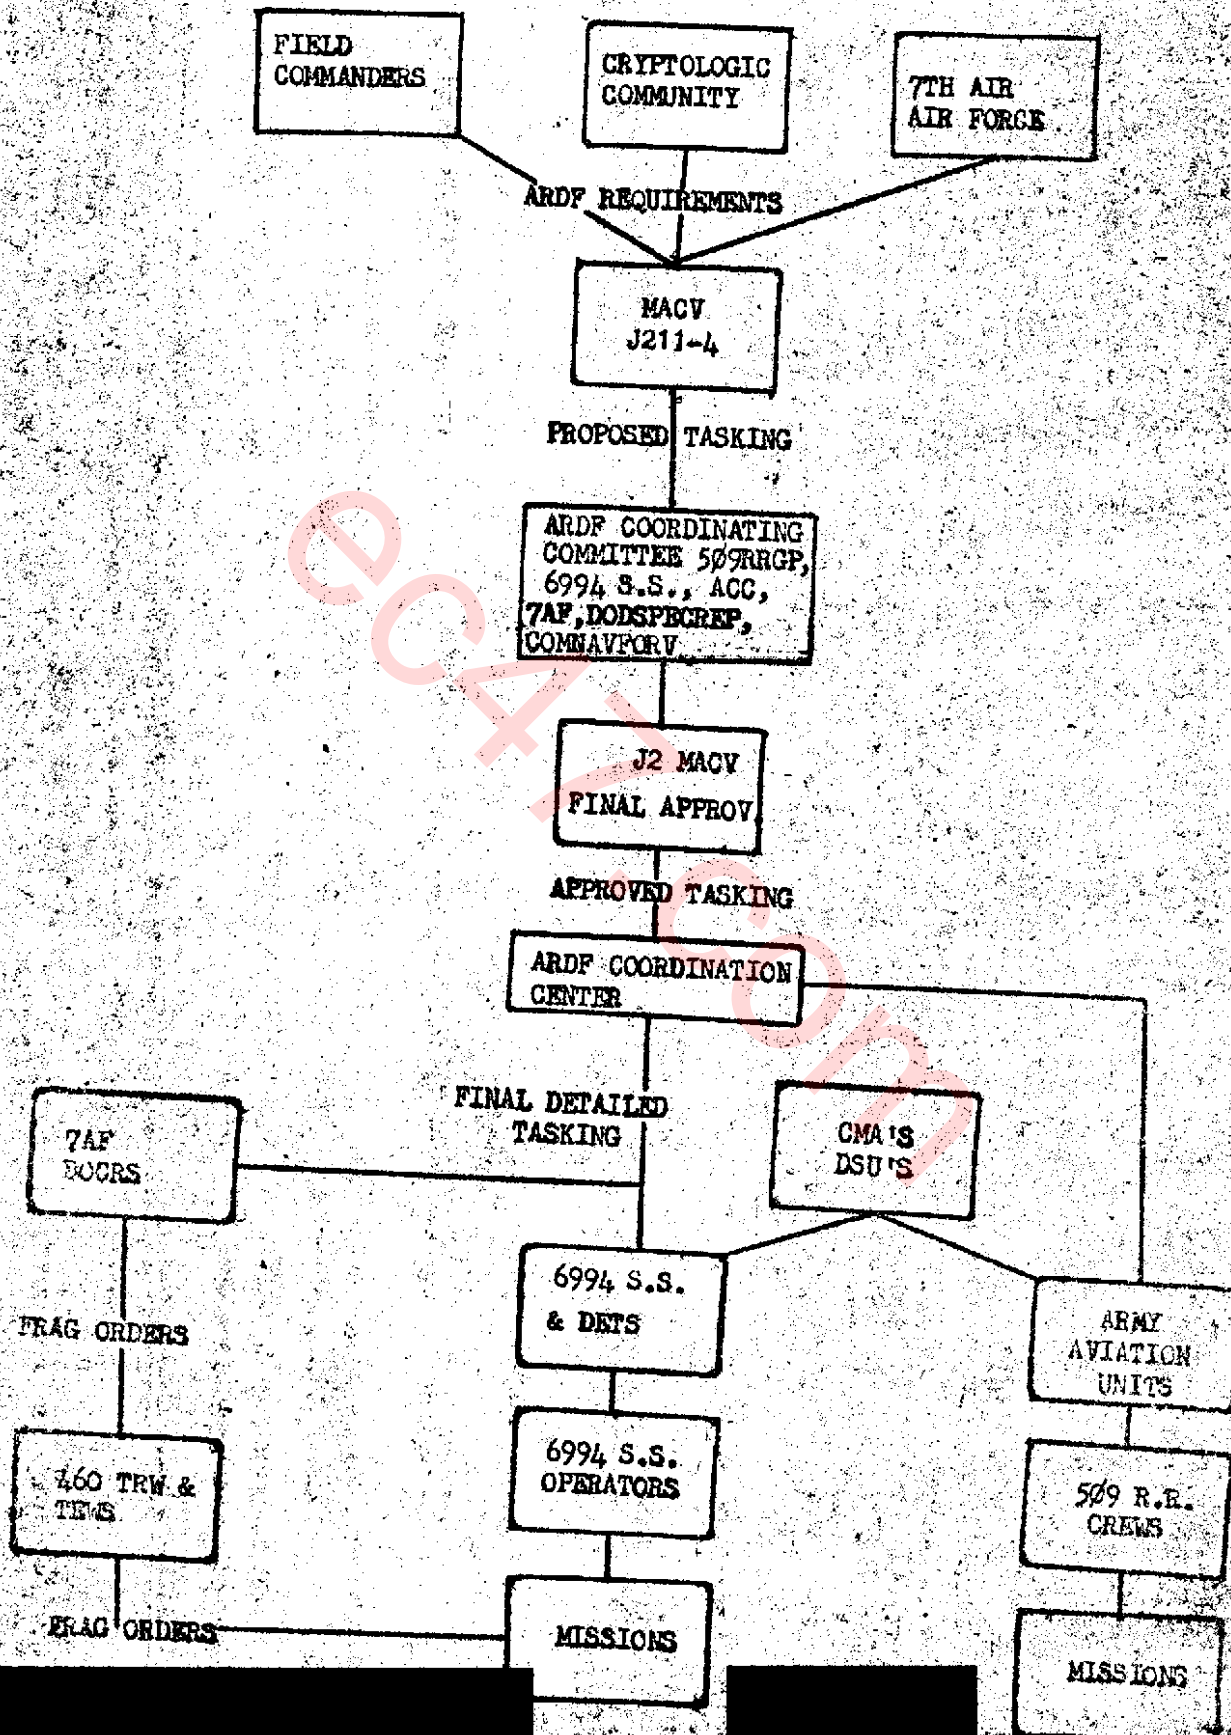 FIELD
COMMANDERS
CRYPTOLOGIC
COMMUNITY
7TH AIR
AIR FORCE
ARDF REQUIREMENTS
MACV
J211-4
PROPOSED TASKING
ARDF COORDINATING
COMMITTEE 5Ø9RRGP,
6994 S.S., ACC,
7AF, DODSPECREP,
COMNAVFORV
J2 MACV
FINAL APPROV
APPROVED TASKING
ARDF COORDINATION
CENTER
FINAL DETAILED
TASKING
7AF
DOCRS
CMA'S
DSU'S
6994 S.S.
& DETS
ARMY
AVIATION
UNITS
FRAG ORDERS
460 TRW &
TEWS
6994 S.S.
OPERATORS
5Ø9 R.R.
CREWS
FRAG ORDERS
MISSIONS
MISSIONS
ec47.com